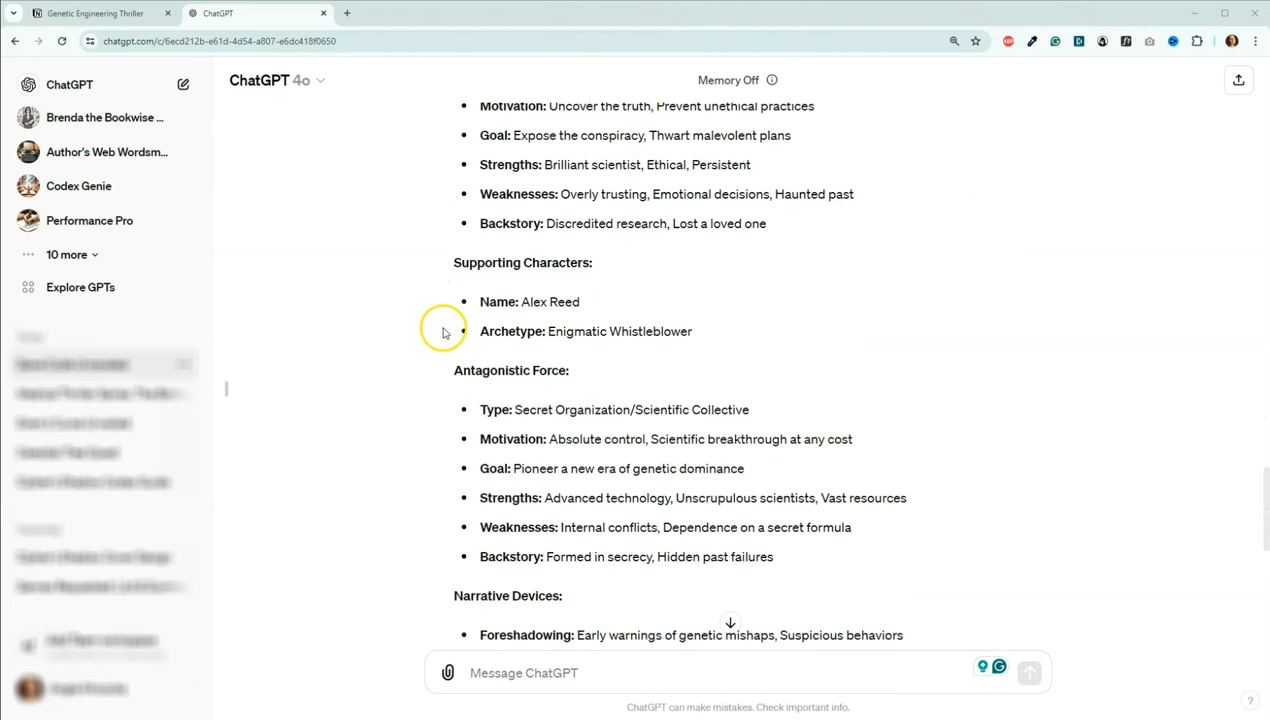 Genetic Engineering Thriller
ChatGPT
chatgpt.com/c/6ecd212b-e61d-4d54-a807-e6dc418f0650
ChatGPT
ChatGPT 4o
Memory Off
Brenda the Bookwise ...
Author's Web Wordsm...
Codex Genie
Performance Pro
10 more
Explore GPTs
Motivation: Uncover the truth, Prevent unethical practices
Goal: Expose the conspiracy, Thwart malevolent plans
Strengths: Brilliant scientist, Ethical, Persistent
Weaknesses: Overly trusting, Emotional decisions, Haunted past
Backstory: Discredited research, Lost a loved one
Supporting Characters:
Name: Alex Reed
Archetype: Enigmatic Whistleblower
Antagonistic Force:
Type: Secret Organization/Scientific Collective
Motivation: Absolute control, Scientific breakthrough at any cost
Goal: Pioneer a new era of genetic dominance
Strengths: Advanced technology, Unscrupulous scientists, Vast resources
Weaknesses: Internal conflicts, Dependence on a secret formula
Backstory: Formed in secrecy, Hidden past failures
Narrative Devices:
Foreshadowing: Early warnings of genetic mishaps, Suspicious behaviors
Message ChatGPT
ChatGPT can make mistakes. Check important info.
?